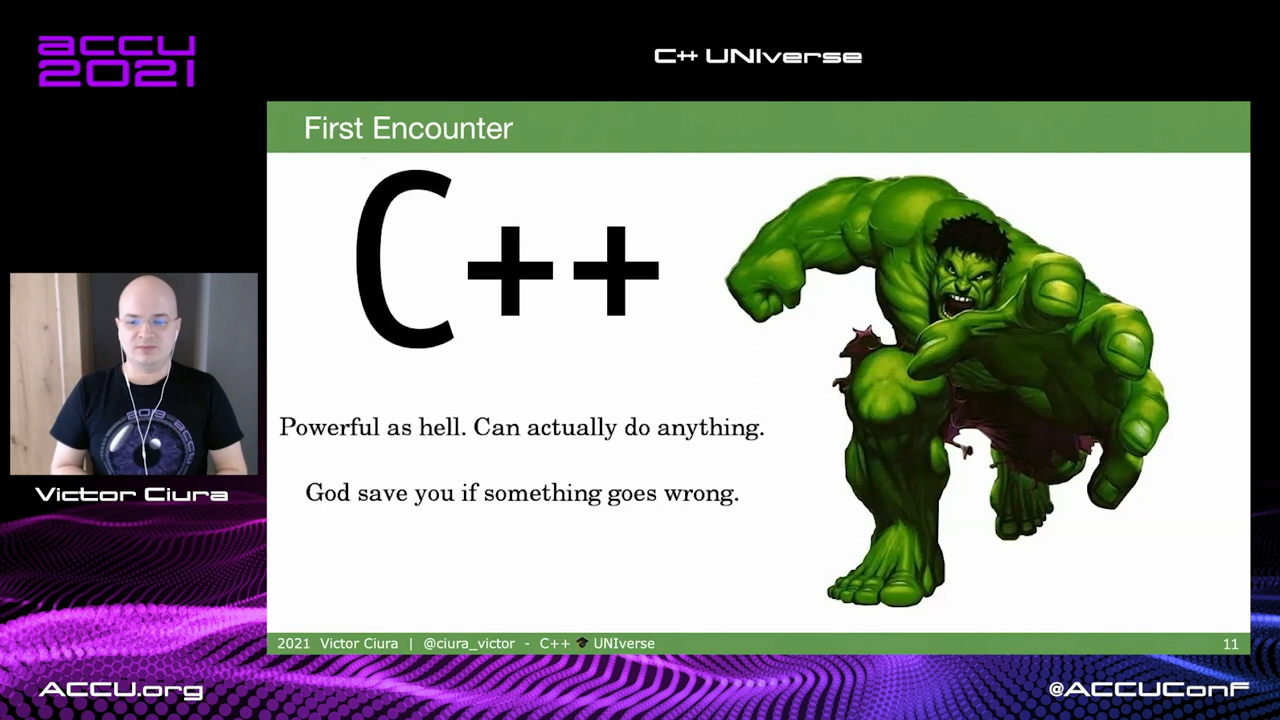 accu
2021
C++ UNIverse
First Encounter
C++
Powerful as hell. Can actually do anything.
God save you if something goes wrong.
Victor Ciura
2021 Victor Ciura | @ciura_victor - C++ 🎓 UNIverse
11
ACCU.org
@ACCUConf